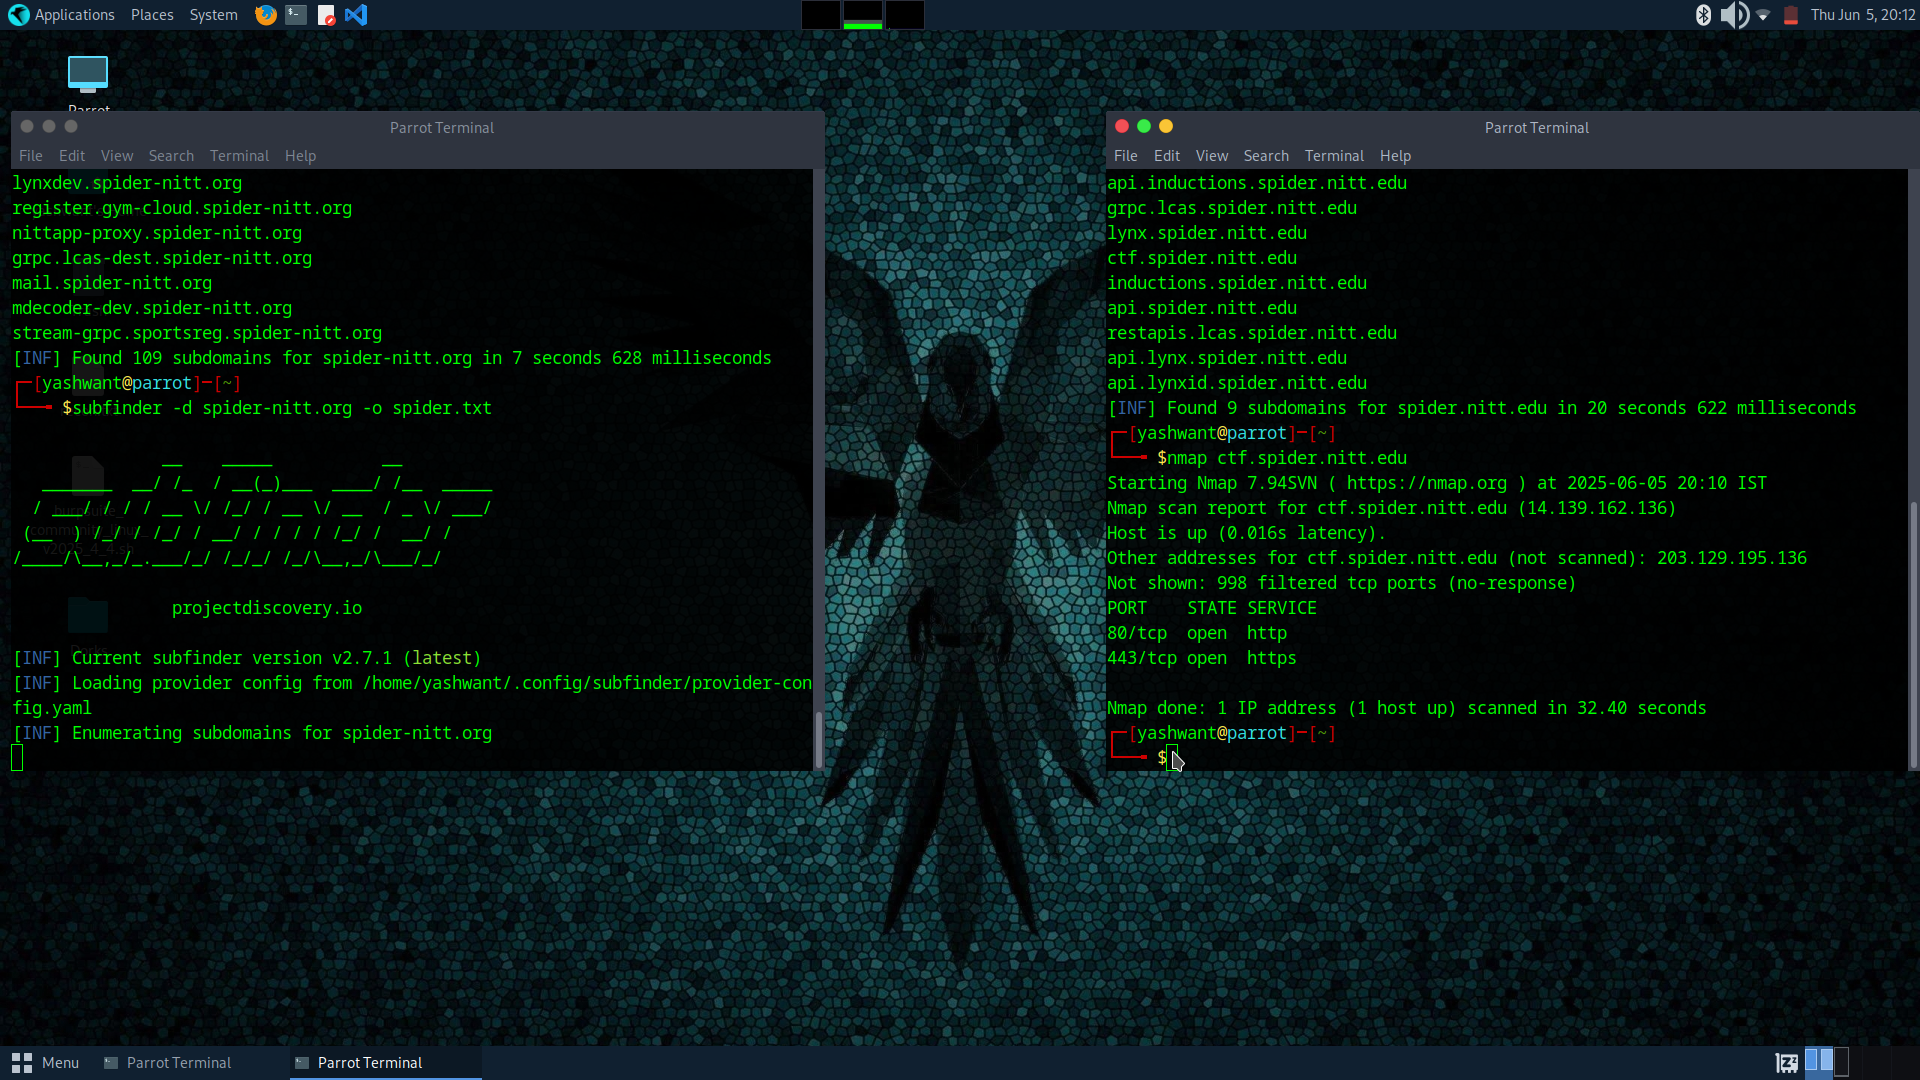 Applications Places System
Thu Jun 5, 20:12
Parrot
Parrot Terminal
File Edit View Search Terminal Help
lynxdev.spider-nitt.org
register.gym-cloud.spider-nitt.org
nittapp-proxy.spider-nitt.org
grpc.lcas-dest.spider-nitt.org
mail.spider-nitt.org
mdecoder-dev.spider-nitt.org
stream-grpc.sportsreg.spider-nitt.org
[INF] Found 109 subdomains for spider-nitt.org in 7 seconds 628 milliseconds
[yashwant@parrot]─[~]
$subfinder -d spider-nitt.org -o spider.txt
subfinder
projectdiscovery.io
[INF] Current subfinder version v2.7.1 (latest)
[INF] Loading provider config from /home/yashwant/.config/subfinder/provider-con
fig.yaml
[INF] Enumerating subdomains for spider-nitt.org
Parrot Terminal
File Edit View Search Terminal Help
api.inductions.spider.nitt.edu
grpc.lcas.spider.nitt.edu
lynx.spider.nitt.edu
ctf.spider.nitt.edu
inductions.spider.nitt.edu
api.spider.nitt.edu
restapis.lcas.spider.nitt.edu
api.lynx.spider.nitt.edu
api.lynxid.spider.nitt.edu
[INF] Found 9 subdomains for spider.nitt.edu in 20 seconds 622 milliseconds
[yashwant@parrot]─[~]
$nmap ctf.spider.nitt.edu
Starting Nmap 7.94SVN ( https://nmap.org ) at 2025-06-05 20:10 IST
Nmap scan report for ctf.spider.nitt.edu (14.139.162.136)
Host is up (0.016s latency).
Other addresses for ctf.spider.nitt.edu (not scanned): 203.129.195.136
Not shown: 998 filtered tcp ports (no-response)
PORT STATE SERVICE
80/tcp open http
443/tcp open https
Nmap done: 1 IP address (1 host up) scanned in 32.40 seconds
[yashwant@parrot]─[~]
$
Menu Parrot Terminal Parrot Terminal